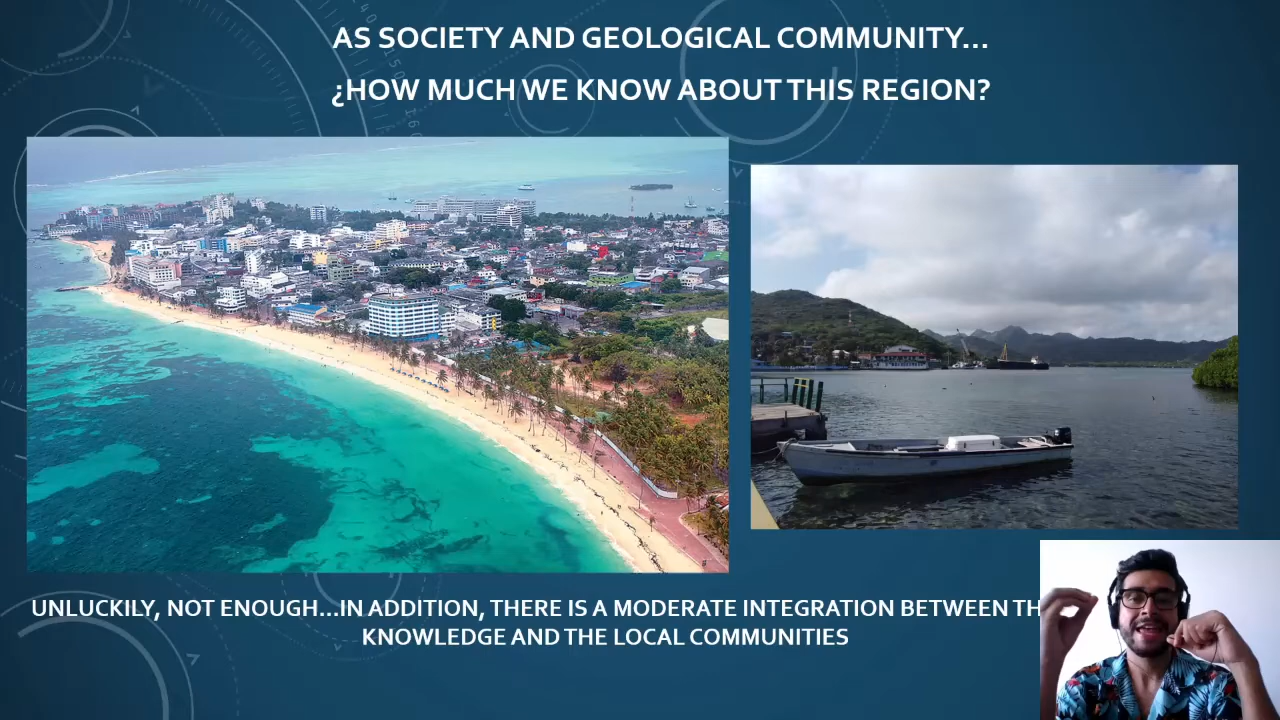 AS SOCIETY AND GEOLOGICAL COMMUNITY…
¿HOW MUCH WE KNOW ABOUT THIS REGION?
UNLUCKILY, NOT ENOUGH…IN ADDITION, THERE IS A MODERATE INTEGRATION BETWEEN
KNOWLEDGE AND THE LOCAL COMMUNITIES